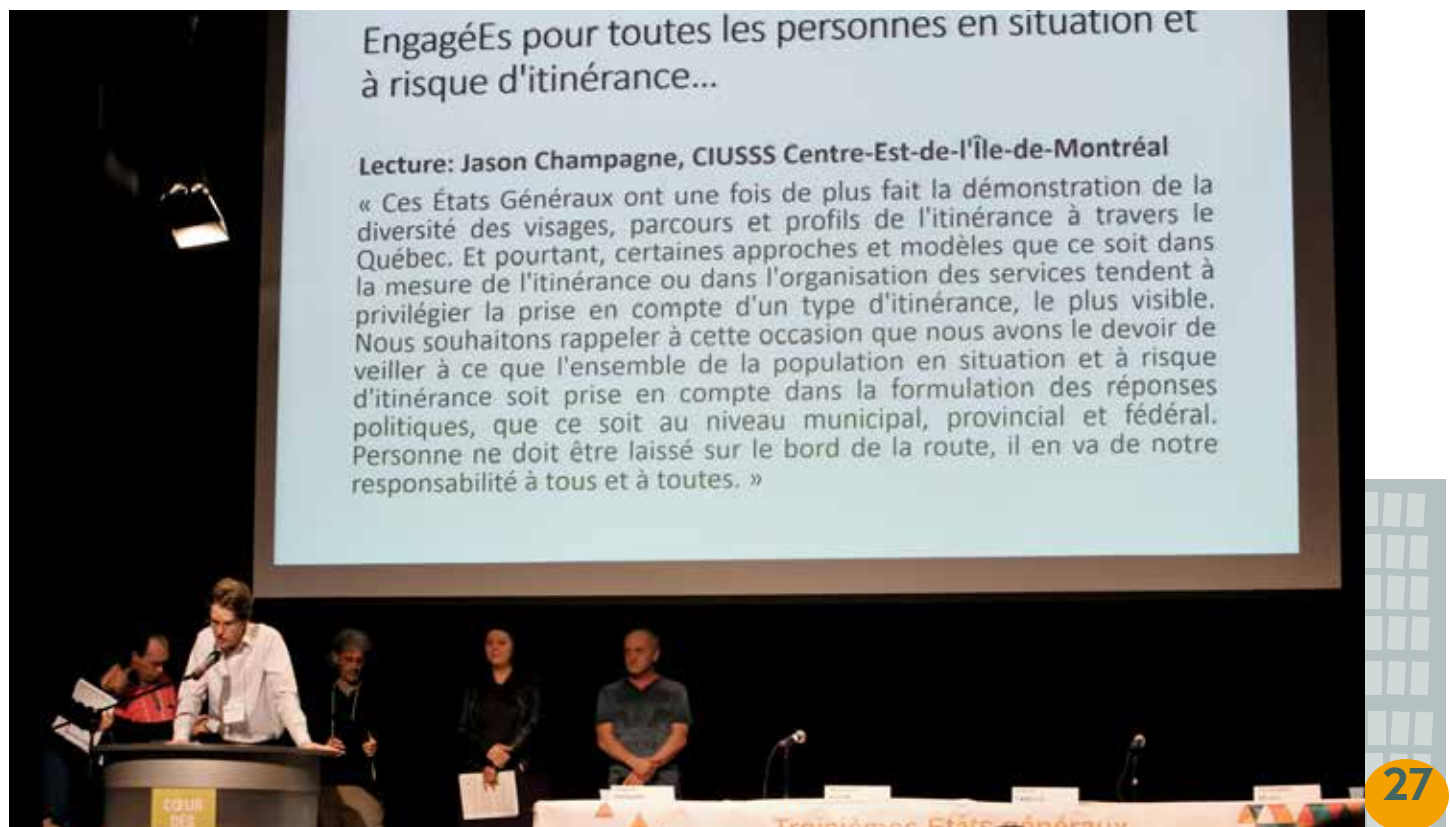 EngagéEs pour toutes les personnes en situation et
à risque d'itinérance...
Lecture: Jason Champagne, CIUSSS Centre-Est-de-l'Île-de-Montréal
« Ces États Généraux ont une fois de plus fait la démonstration de la
diversité des visages, parcours et profils de l'itinérance à travers le
Québec. Et pourtant, certaines approches et modèles que ce soit dans
la mesure de l'itinérance ou dans l'organisation des services tendent à
privilégier la prise en compte d'un type d'itinérance, le plus visible.
Nous souhaitons rappeler à cette occasion que nous avons le devoir de
veiller à ce que l'ensemble de la population en situation et à risque
d'itinérance soit prise en compte dans la formulation des réponses
politiques, que ce soit au niveau municipal, provincial et fédéral.
Personne ne doit être laissé sur le bord de la route, il en va de notre
responsabilité à tous et à toutes. »
CŒUR
DES
Troisièmes États généraux
27